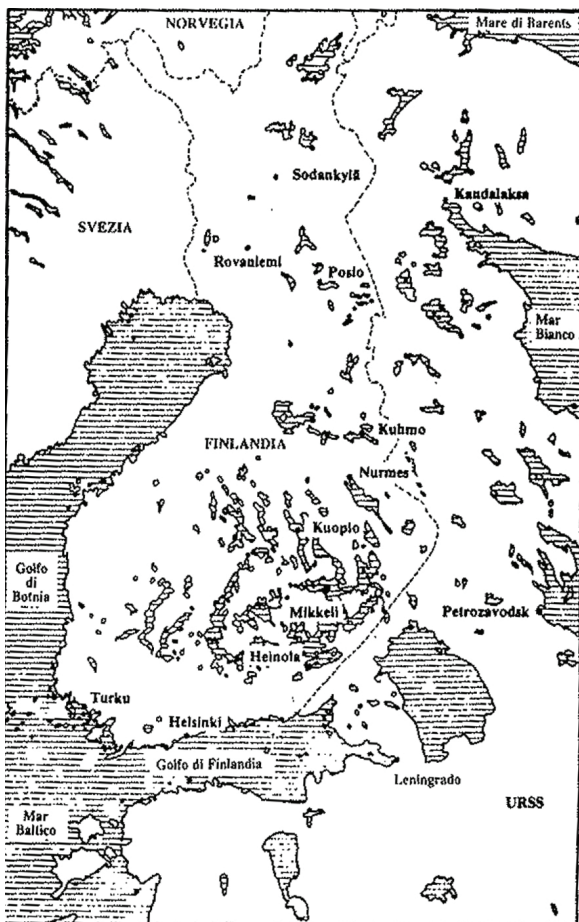 NORVEGIA
Mare di Barents
Sodankylä
Kandalaksa
SVEZIA
Rovaniemi
Posio
Mar
Bianco
Kuhmo
FINLANDIA
Nurmes
Kuopio
Golfo
di
Botnia
Mikkeli
Petrozavodsk
Heinola
Turku
Helsinki
Golfo di Finlandia
Leningrado
URSS
Mar
Baltico